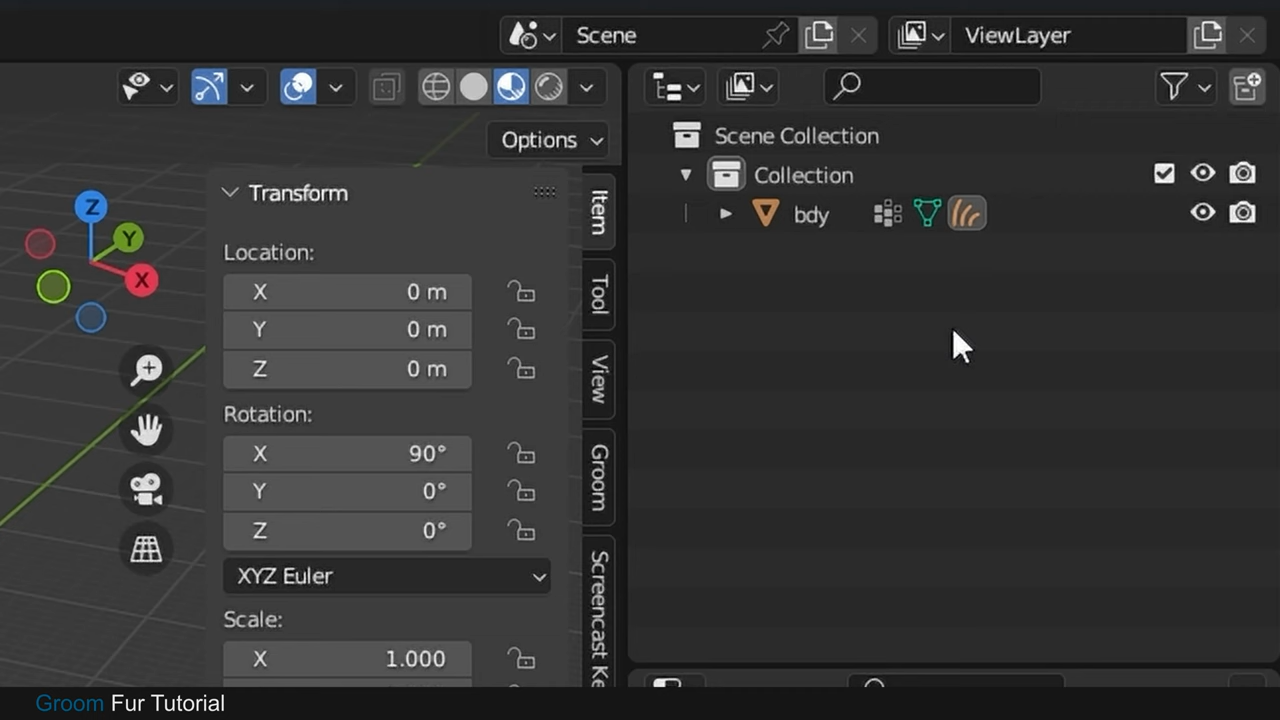 Scene
ViewLayer
Options
Scene Collection
Collection
bdy
Z
Y
X
Transform
Location:
X 0 m
Y 0 m
Z 0 m
Rotation:
X 90°
Y 0°
Z 0°
XYZ Euler
Scale:
X 1.000
Item
Tool
View
Groom
Screencast Ke
Groom Fur Tutorial